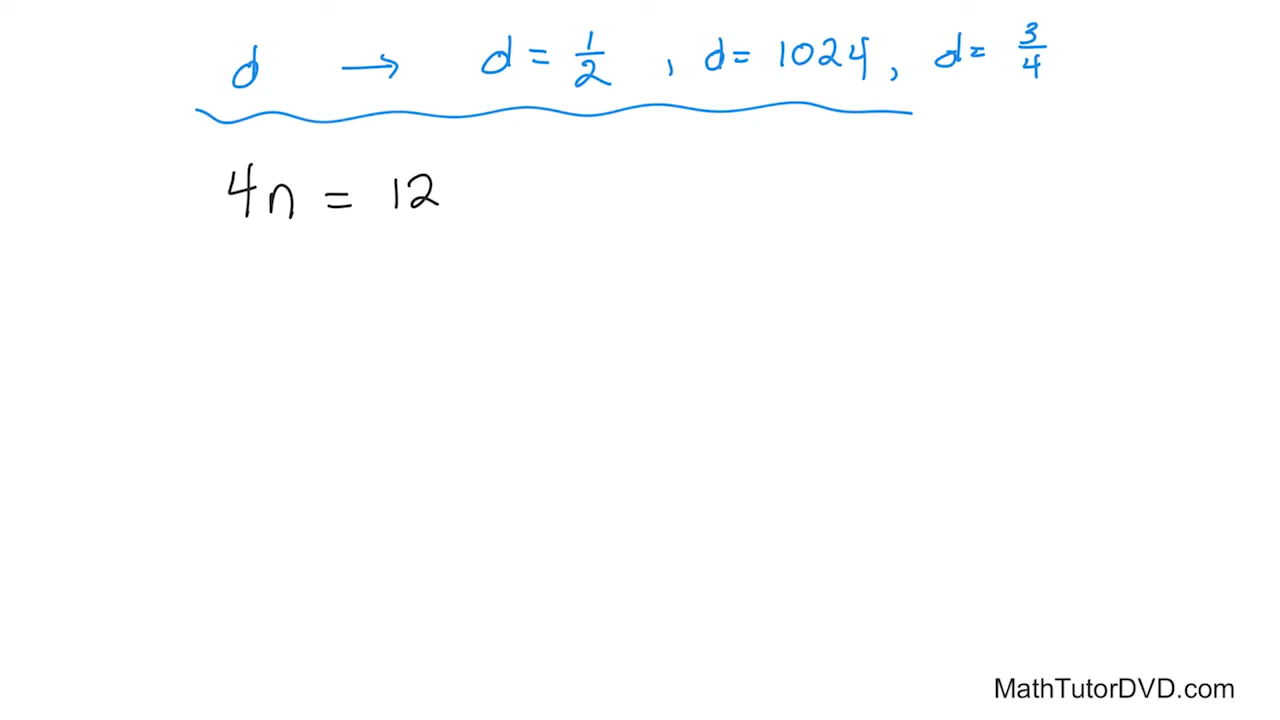 d → d = 1/2 , d = 1024 , d = 3/4
4n = 12
MathTutorDVD.com